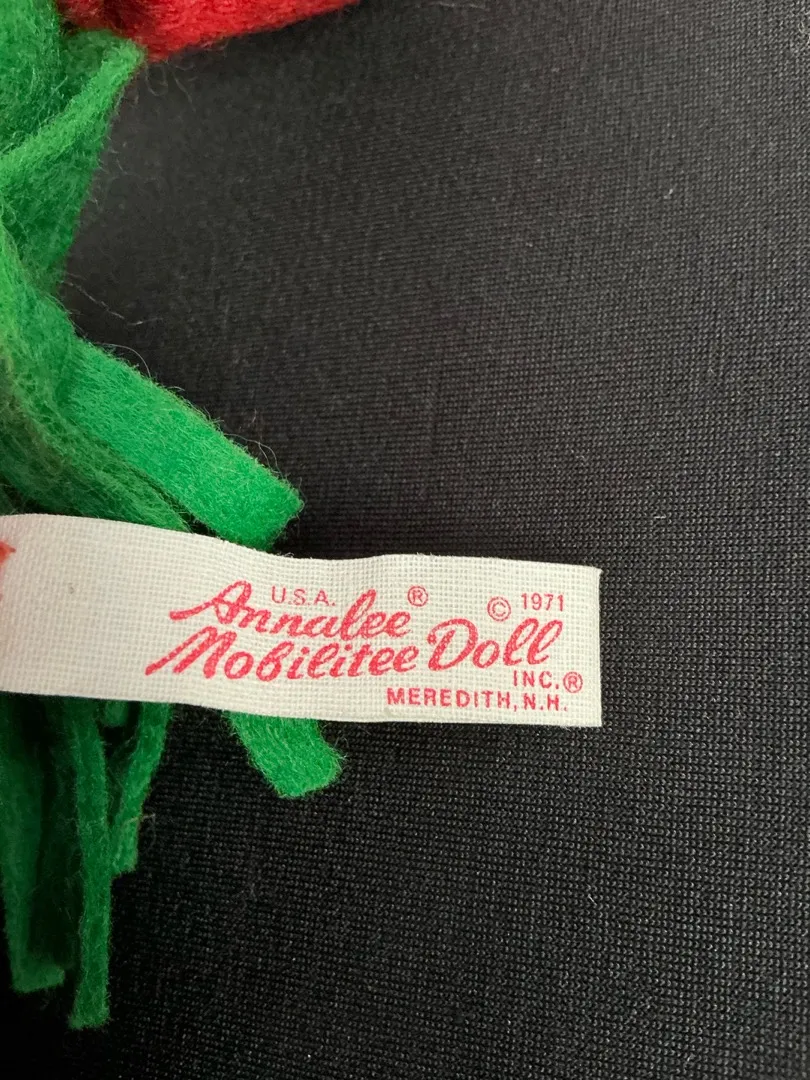 U.S.A.
Annalee® © 1971
Mobilitee Doll
INC.®
MEREDITH, N.H.